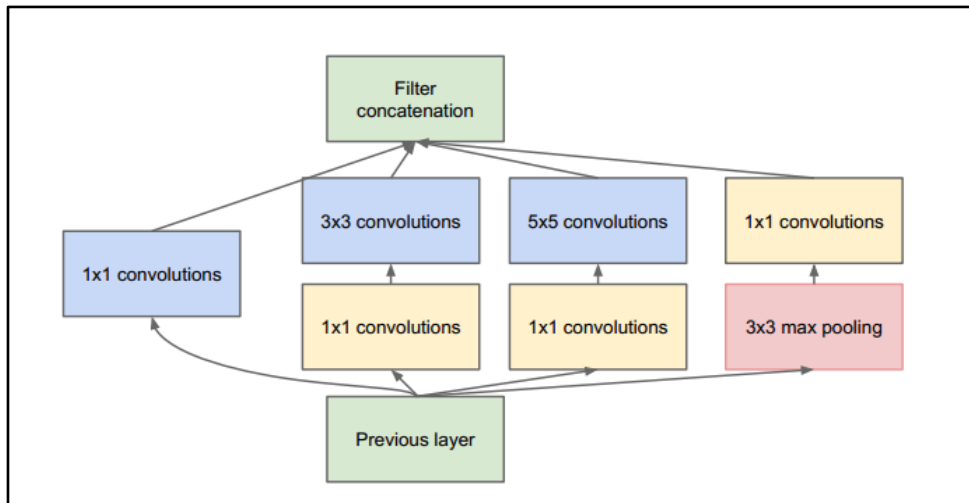 Filter
concatenation
3x3 convolutions
5x5 convolutions
1x1 convolutions
1x1 convolutions
1x1 convolutions
1x1 convolutions
3x3 max pooling
Previous layer